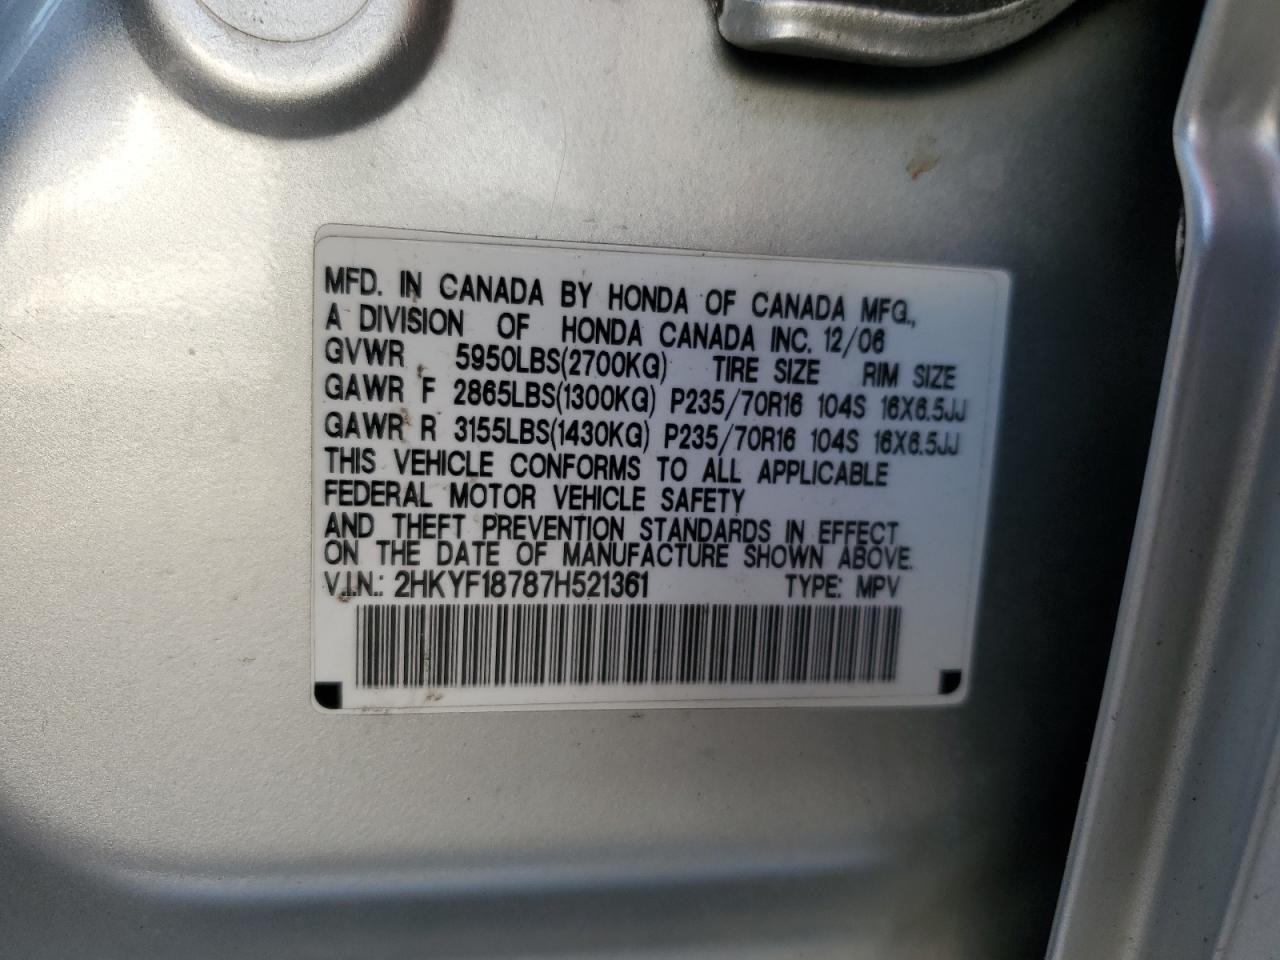 MFD. IN CANADA BY HONDA OF CANADA MFG.,
A DIVISION OF HONDA CANADA INC. 12/06
GVWR 5950LBS(2700KG) TIRE SIZE RIM SIZE
GAWR F 2865LBS(1300KG) P235/70R16 104S 16X6.5JJ
GAWR R 3155LBS(1430KG) P235/70R16 104S 16X6.5JJ
THIS VEHICLE CONFORMS TO ALL APPLICABLE
FEDERAL MOTOR VEHICLE SAFETY
AND THEFT PREVENTION STANDARDS IN EFFECT
ON THE DATE OF MANUFACTURE SHOWN ABOVE.
V.I.N.: 2HKYF18787H521361 TYPE: MPV